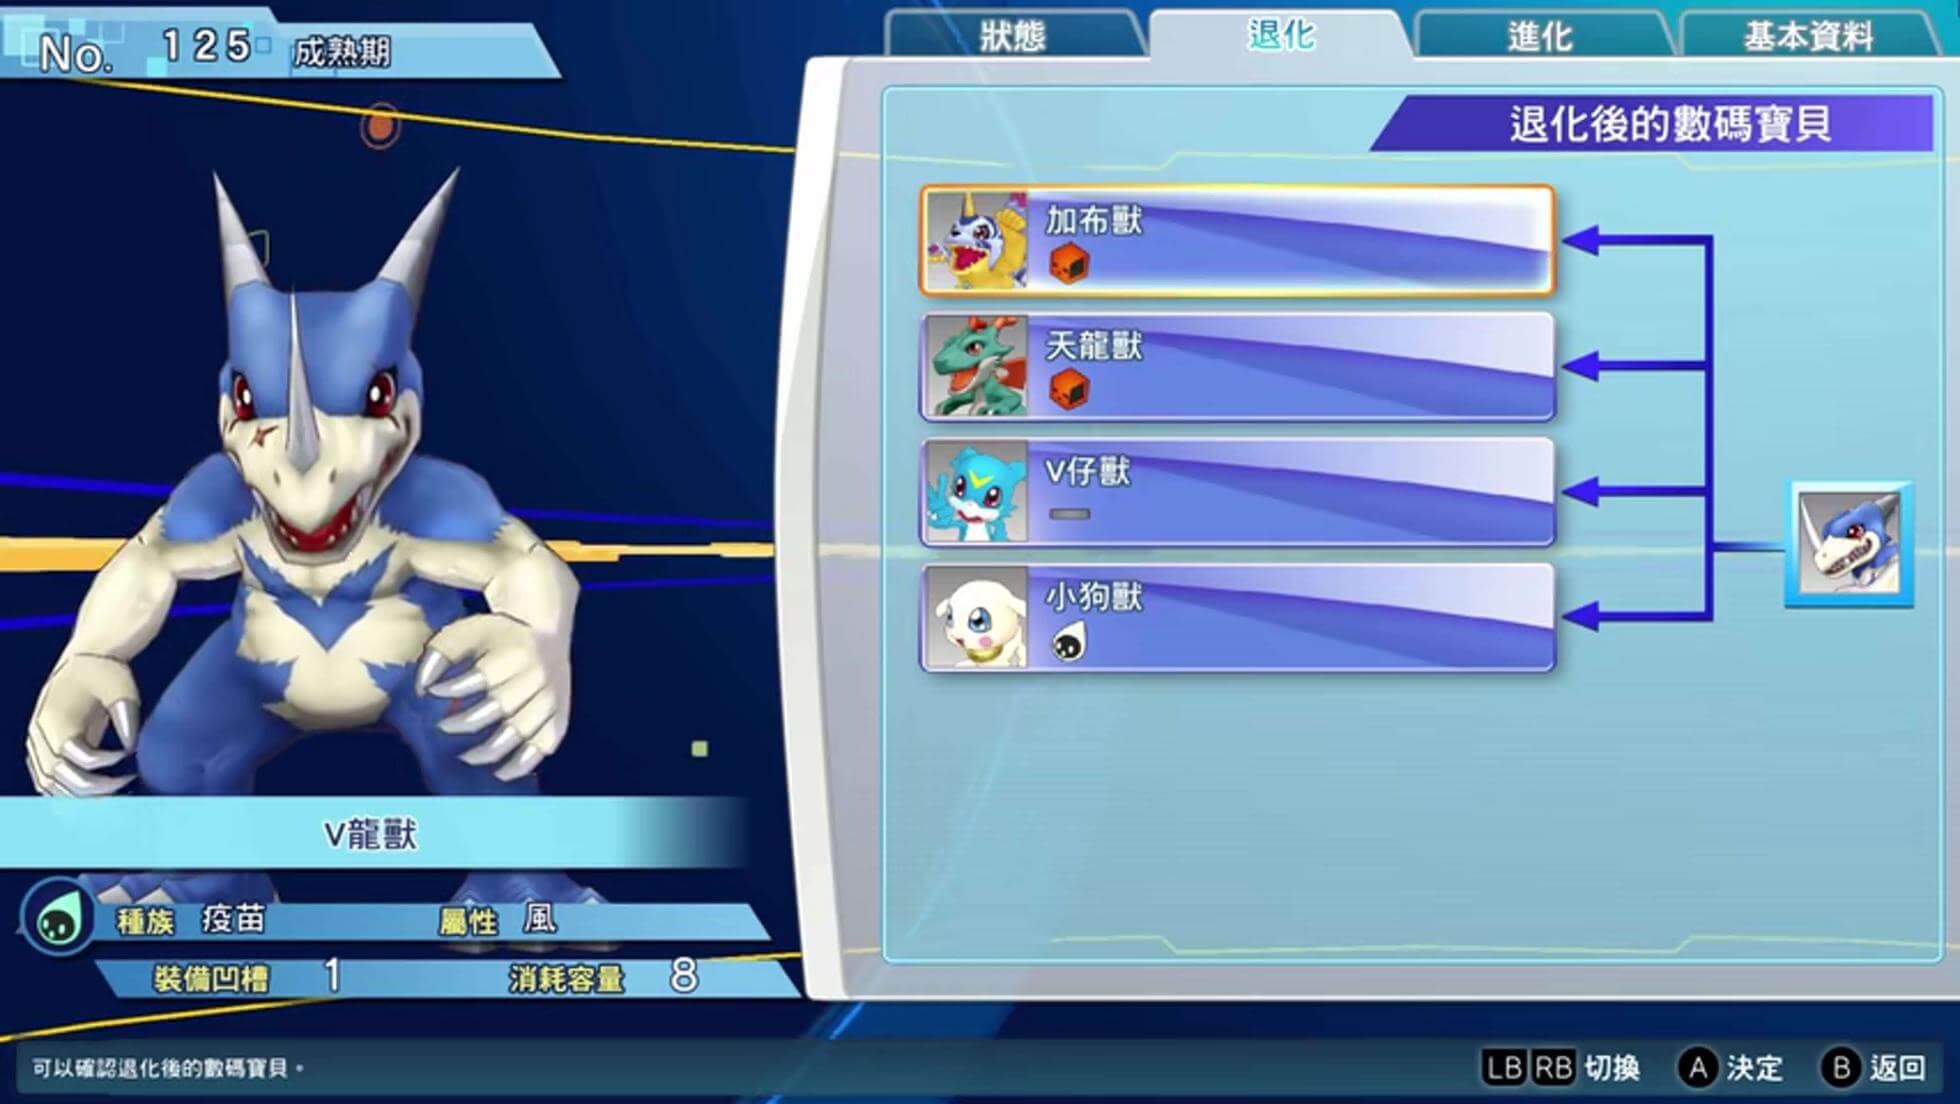 No. 125 成熟期
狀態 退化 進化 基本資料
退化後的數碼寶貝
加布獸
天龍獸
V仔獸
小狗獸
V龍獸
種族 疫苗 屬性 風
裝備凹槽 1 消耗容量 8
可以確認退化後的數碼寶貝。
LB RB 切換 A 決定 B 返回